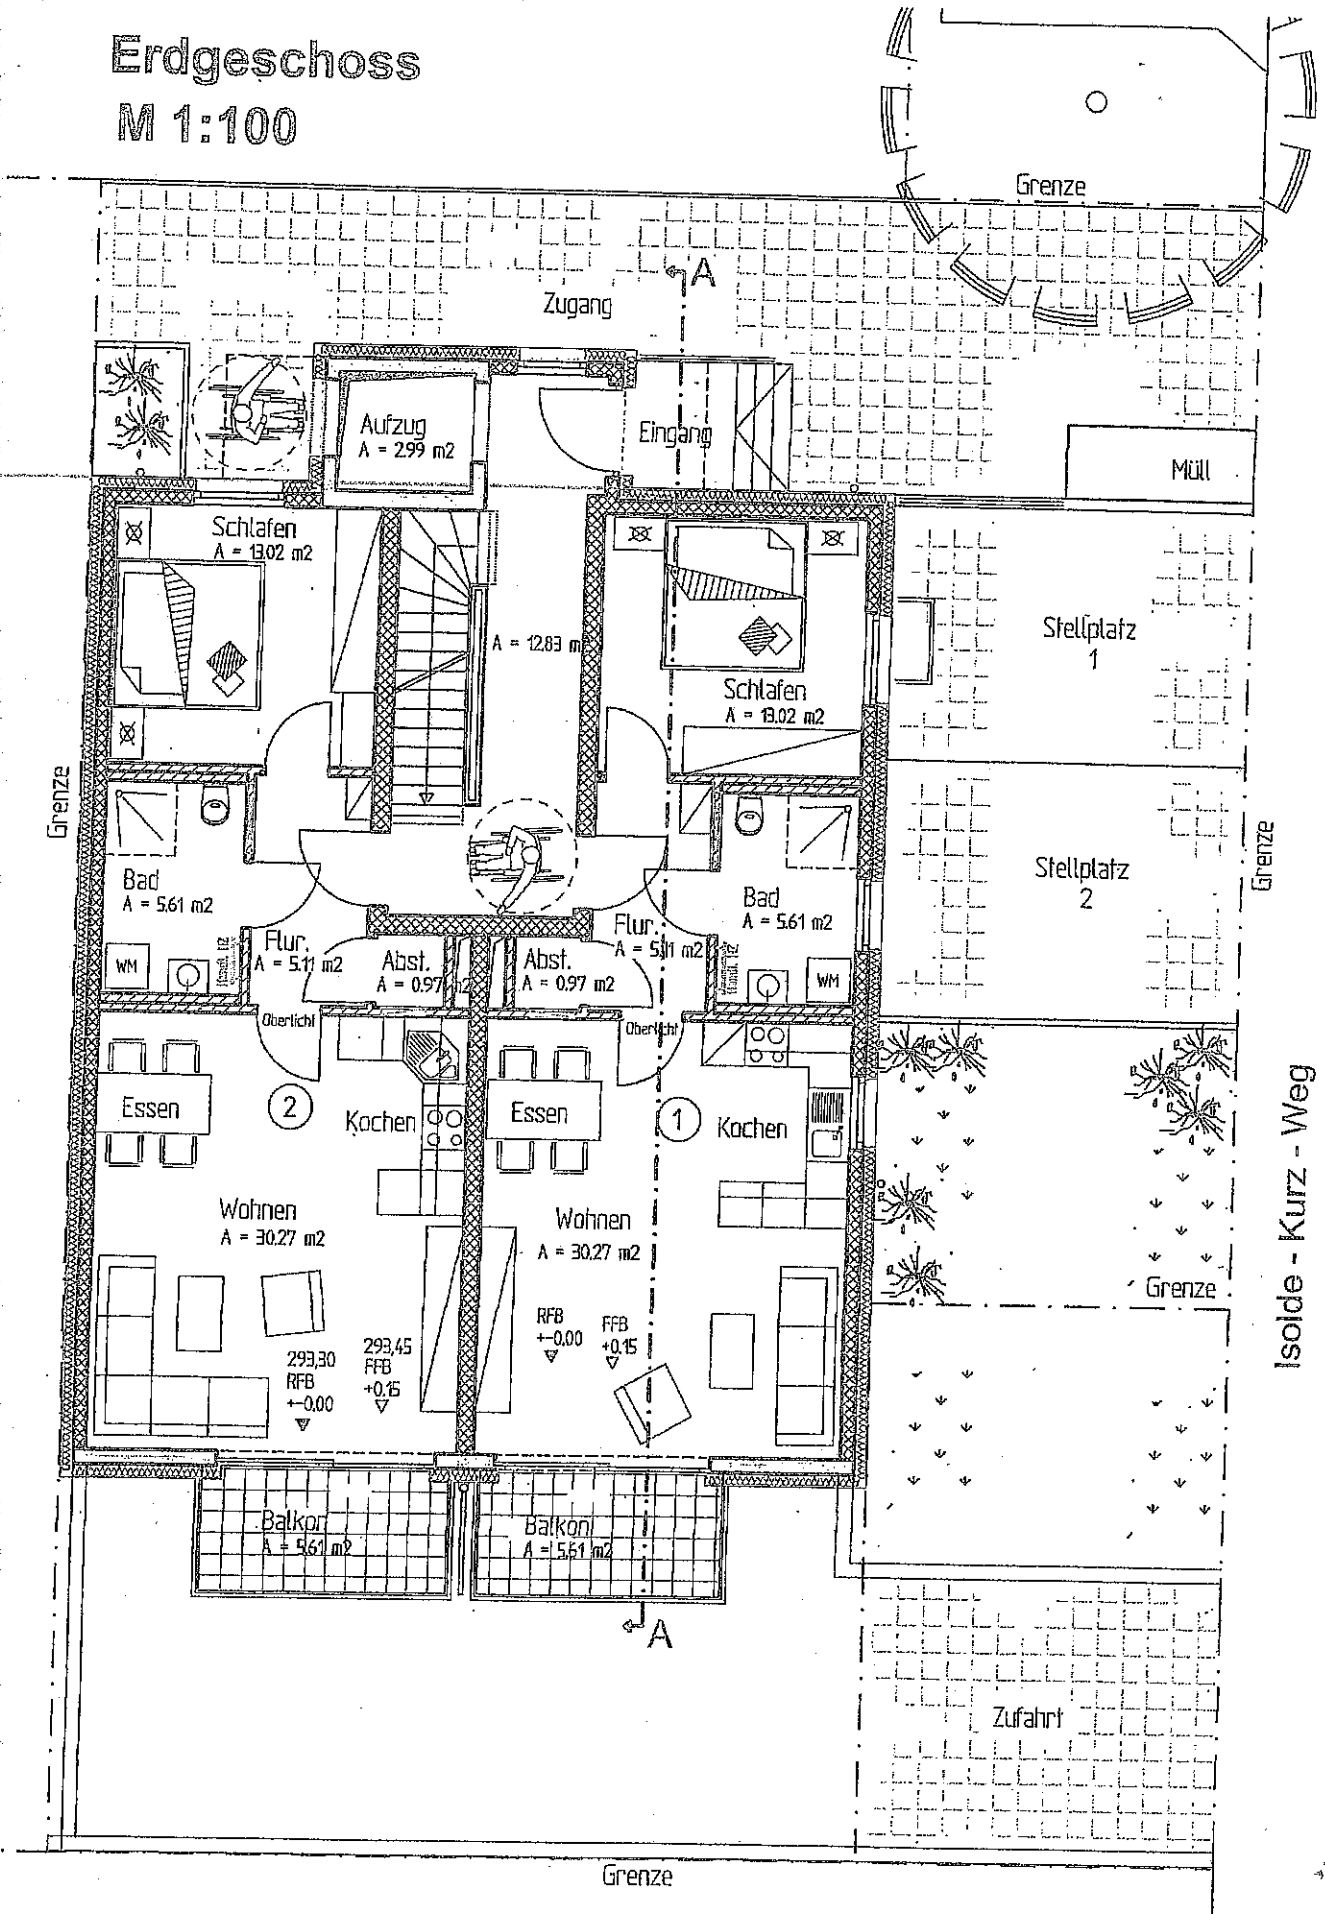 Erdgeschoss
M 1:100
Grenze
A
Zugang
Aufzug
A = 2.99 m2
Eingang
Müll
Schlafen
A = 13.02 m2
A = 12.83 m
Schlafen
A = 13.02 m2
Stellplatz
1
Grenze
Stellplatz
2
Grenze
Bad
A = 5.61 m2
WM
Flur.
A = 5.11 m2
Abst.
A = 0.97 m2
Abst.
A = 0.97 m2
Flur.
A = 5.11 m2
Bad
A = 5.61 m2
WM
Oberlicht
Oberlicht
Essen
2
Kochen
Essen
1
Kochen
Wohnen
A = 30.27 m2
Wohnen
A = 30.27 m2
Isolde - Kurz - Weg
Grenze
293,30
RFB
+-0.00
293,45
FFB
+0.15
RFB
+-0.00
FFB
+0.15
Balkon
A = 5.61 m2
Balkon
A = 5.61 m2
A
Zufahrt
Grenze